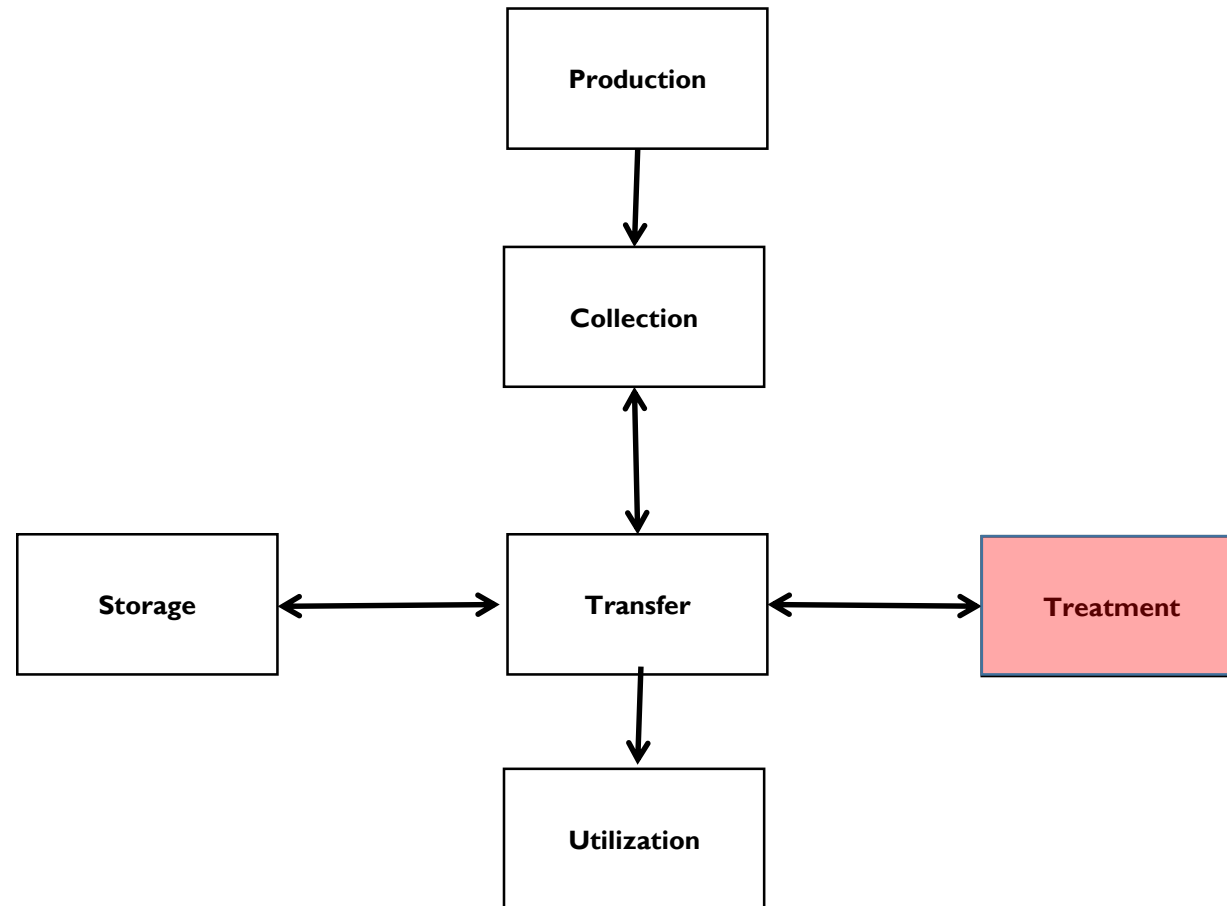 Production
Collection
Storage
Transfer
Treatment
Utilization